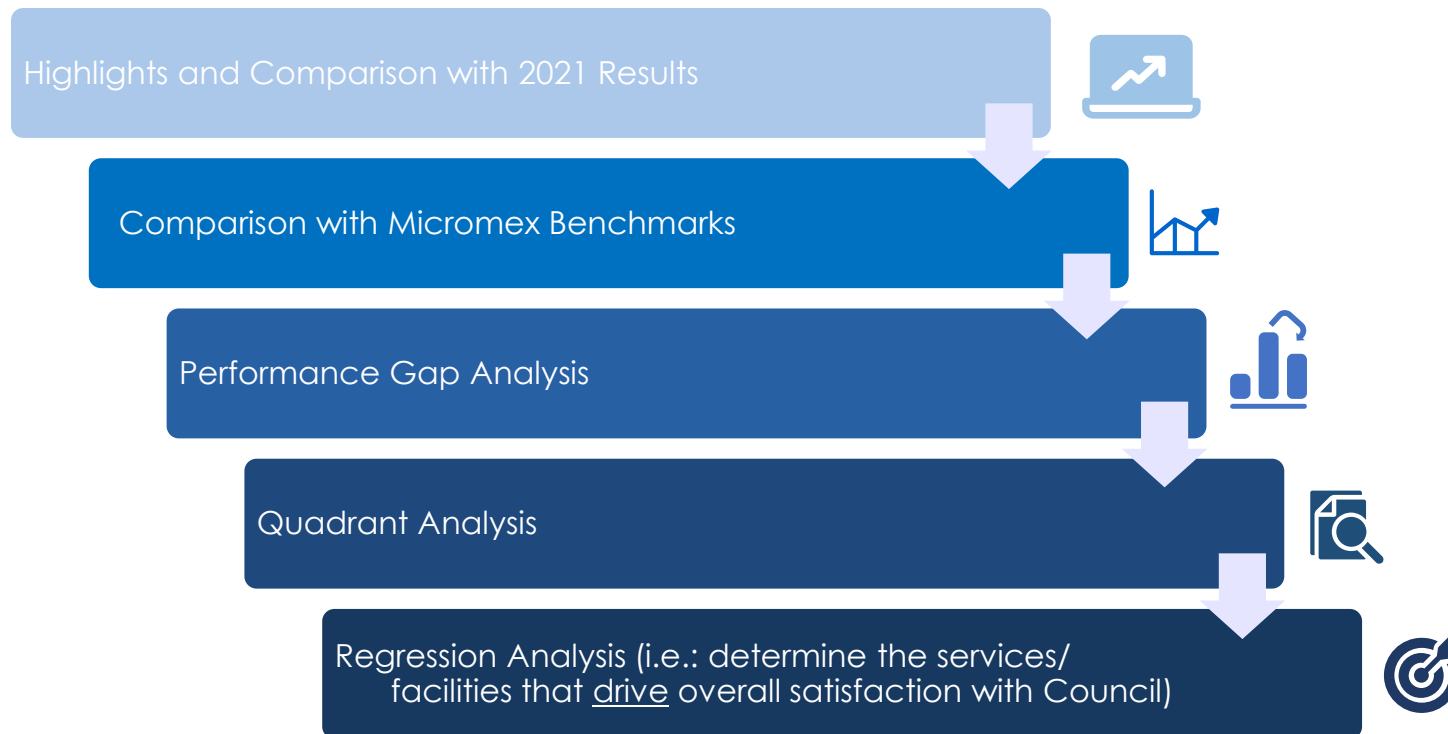 Highlights and Comparison with 2021 Results
Comparison with Micromex Benchmarks
Performance Gap Analysis
Quadrant Analysis
Regression Analysis (i.e.: determine the services/
facilities that drive overall satisfaction with Council)